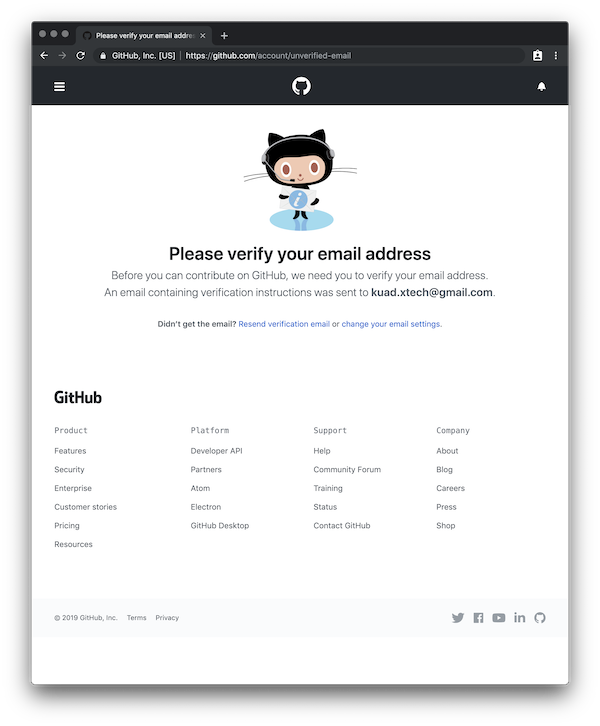 Please verify your email addre
GitHub, Inc. [US] | https://github.com/account/unverified-email
i
Please verify your email address
Before you can contribute on GitHub, we need you to verify your email address.
An email containing verification instructions was sent to kuad.xtech@gmail.com.
Didn't get the email? Resend verification email or change your email settings.
GitHub
Product Platform Support Company
Features Developer API Help About
Security Partners Community Forum Blog
Enterprise Atom Training Careers
Customer stories Electron Status Press
Pricing GitHub Desktop Contact GitHub Shop
Resources
© 2019 GitHub, Inc. Terms Privacy